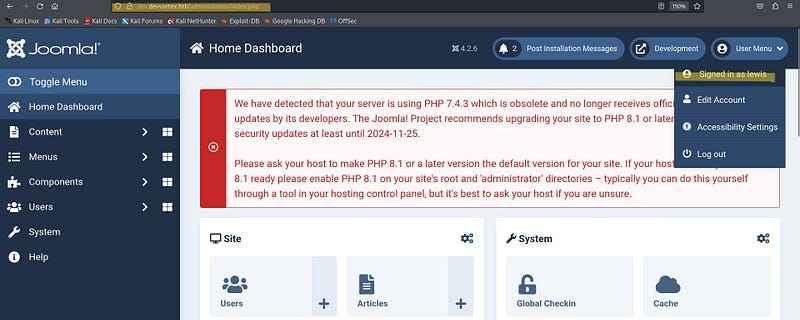 dev.devvortex.htb/administrator/index.php
150%
Kali Linux Kali Tools Kali Docs Kali Forums Kali NetHunter Exploit-DB Google Hacking DB OffSec
Joomla!®
Home Dashboard
4.2.6
2 Post Installation Messages
Development
User Menu
Toggle Menu
Home Dashboard
Content
Menus
Components
Users
System
Help
Signed in as lewis
Edit Account
Accessibility Settings
Log out
We have detected that your server is using PHP 7.4.3 which is obsolete and no longer receives offici
updates by its developers. The Joomla! Project recommends upgrading your site to PHP 8.1 or later
security updates at least until 2024-11-25.
Please ask your host to make PHP 8.1 or a later version the default version for your site. If your host
8.1 ready please enable PHP 8.1 on your site's root and 'administrator' directories – typically you can do this yourself
through a tool in your hosting control panel, but it's best to ask your host if you are unsure.
Site
Users
Articles
System
Global Checkin
Cache